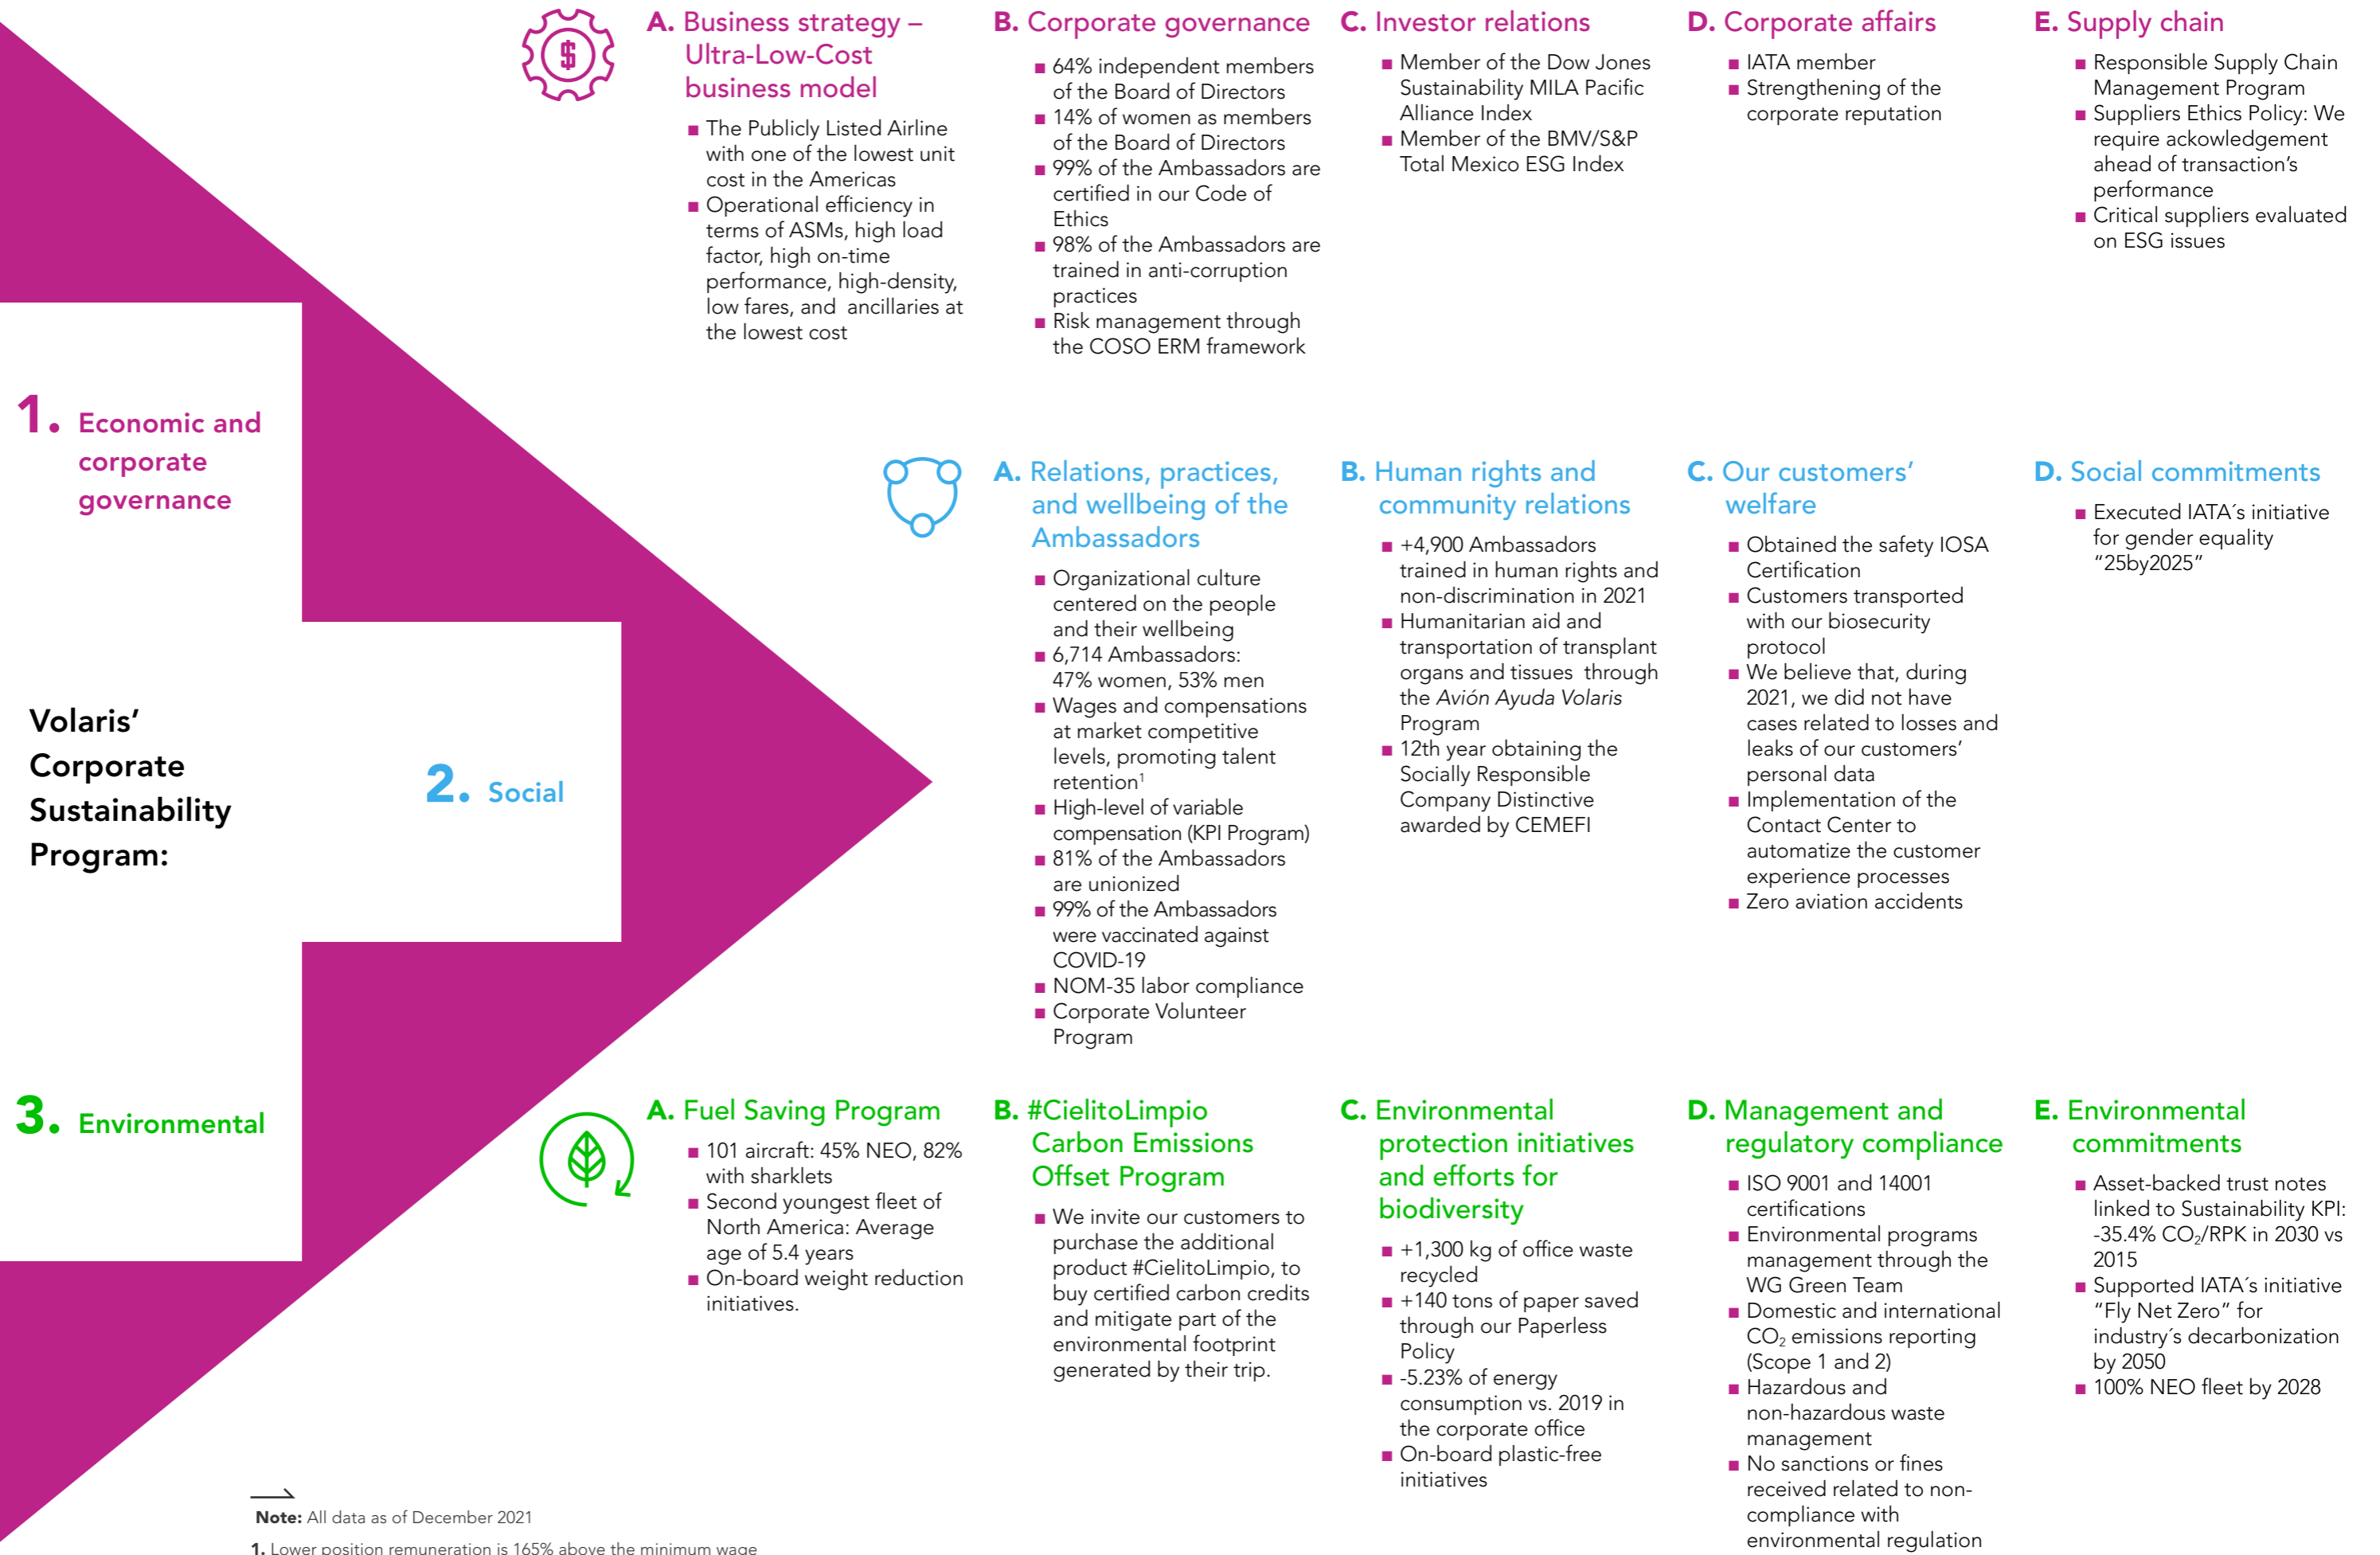 Volaris’
Corporate
Sustainability
Program:
1. Economic and
corporate
governance
A. Business strategy –
Ultra-Low-Cost
business model
■ The Publicly Listed Airline
with one of the lowest unit
cost in the Americas
■ Operational efficiency in
terms of ASMs, high load
factor, high on-time
performance, high-density,
low fares, and ancillaries at
the lowest cost
B. Corporate governance
■ 64% independent members
of the Board of Directors
■ 14% of women as members
of the Board of Directors
■ 99% of the Ambassadors are
certified in our Code of
Ethics
■ 98% of the Ambassadors are
trained in anti-corruption
practices
■ Risk management through
the COSO ERM framework
C. Investor relations
■ Member of the Dow Jones
Sustainability MILA Pacific
Alliance Index
■ Member of the BMV/S&P
Total Mexico ESG Index
D. Corporate affairs
■ IATA member
■ Strengthening of the
corporate reputation
E. Supply chain
■ Responsible Supply Chain
Management Program
■ Suppliers Ethics Policy: We
require ackowledgement
ahead of transaction’s
performance
■ Critical suppliers evaluated
on ESG issues
2. Social
A. Relations, practices,
and wellbeing of the
Ambassadors
■ Organizational culture
centered on the people
and their wellbeing
■ 6,714 Ambassadors:
47% women, 53% men
■ Wages and compensations
at market competitive
levels, promoting talent
retention¹
■ High-level of variable
compensation (KPI Program)
■ 81% of the Ambassadors
are unionized
■ 99% of the Ambassadors
were vaccinated against
COVID-19
■ NOM-35 labor compliance
■ Corporate Volunteer
Program
B. Human rights and
community relations
■ +4,900 Ambassadors
trained in human rights and
non-discrimination in 2021
■ Humanitarian aid and
transportation of transplant
organs and tissues through
the Avión Ayuda Volaris
Program
■ 12th year obtaining the
Socially Responsible
Company Distinctive
awarded by CEMEFI
C. Our customers’
welfare
■ Obtained the safety IOSA
Certification
■ Customers transported
with our biosecurity
protocol
■ We believe that, during
2021, we did not have
cases related to losses and
leaks of our customers’
personal data
■ Implementation of the
Contact Center to
automatize the customer
experience processes
■ Zero aviation accidents
D. Social commitments
■ Executed IATA´s initiative
for gender equality
“25by2025”
3. Environmental
A. Fuel Saving Program
■ 101 aircraft: 45% NEO, 82%
with sharklets
■ Second youngest fleet of
North America: Average
age of 5.4 years
■ On-board weight reduction
initiatives.
B. #CielitoLimpio
Carbon Emissions
Offset Program
■ We invite our customers to
purchase the additional
product #CielitoLimpio, to
buy certified carbon credits
and mitigate part of the
environmental footprint
generated by their trip.
C. Environmental
protection initiatives
and efforts for
biodiversity
■ +1,300 kg of office waste
recycled
■ +140 tons of paper saved
through our Paperless
Policy
■ -5.23% of energy
consumption vs. 2019 in
the corporate office
■ On-board plastic-free
initiatives
D. Management and
regulatory compliance
■ ISO 9001 and 14001
certifications
■ Environmental programs
management through the
WG Green Team
■ Domestic and international
CO₂ emissions reporting
(Scope 1 and 2)
■ Hazardous and
non-hazardous waste
management
■ No sanctions or fines
received related to non-
compliance with
environmental regulation
E. Environmental
commitments
■ Asset-backed trust notes
linked to Sustainability KPI:
-35.4% CO₂/RPK in 2030 vs
2015
■ Supported IATA´s initiative
“Fly Net Zero” for
industry´s decarbonization
by 2050
■ 100% NEO fleet by 2028
Note: All data as of December 2021
1. Lower position remuneration is 165% above the minimum wage